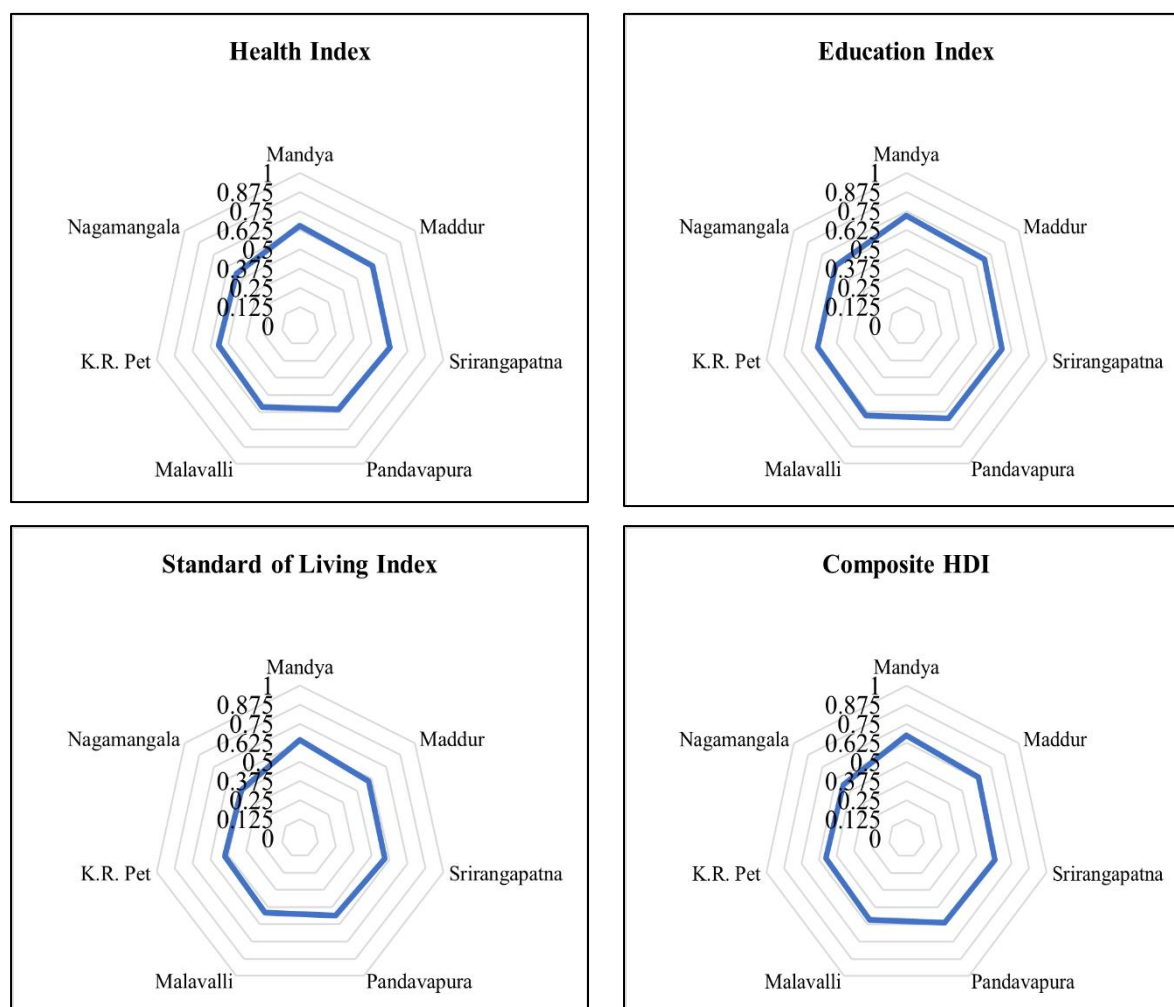 Health Index
Mandya
1
0.875
0.75
0.625
0.5
0.375
0.25
0.125
0
Nagamangala
Maddur
K.R. Pet
Srirangapatna
Malavalli
Pandavapura
Education Index
Mandya
1
0.875
0.75
0.625
0.5
0.375
0.25
0.125
0
Nagamangala
Maddur
K.R. Pet
Srirangapatna
Malavalli
Pandavapura
Standard of Living Index
Mandya
1
0.875
0.75
0.625
0.5
0.375
0.25
0.125
0
Nagamangala
Maddur
K.R. Pet
Srirangapatna
Malavalli
Pandavapura
Composite HDI
Mandya
1
0.875
0.75
0.625
0.5
0.375
0.25
0.125
0
Nagamangala
Maddur
K.R. Pet
Srirangapatna
Malavalli
Pandavapura